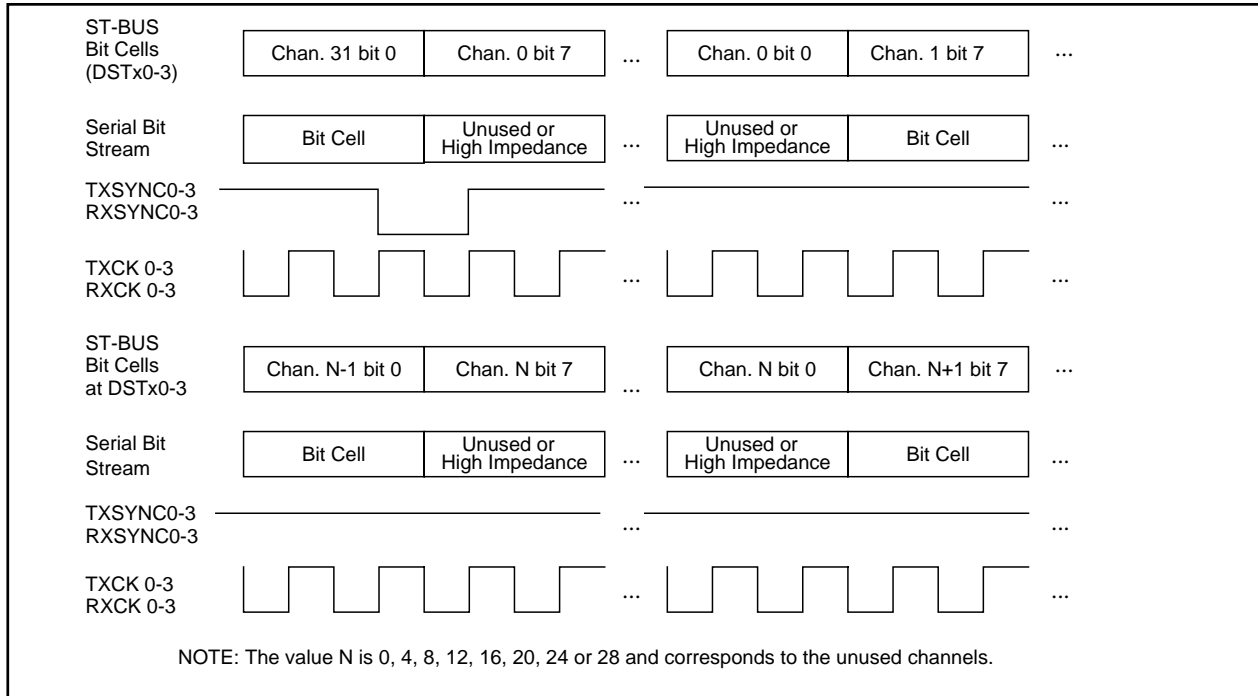 ST-BUS
Bit Cells
(DSTx0-3)
Chan. 31 bit 0
Chan. 0 bit 7
...
Chan. 0 bit 0
Chan. 1 bit 7
...
Serial Bit
Stream
Bit Cell
Unused or
High Impedance
...
Unused or
High Impedance
Bit Cell
...
TXSYNC0-3
RXSYNC0-3
...
...
TXCK 0-3
RXCK 0-3
...
...
ST-BUS
Bit Cells
at DSTx0-3
Chan. N-1 bit 0
Chan. N bit 7
...
Chan. N bit 0
Chan. N+1 bit 7
...
Serial Bit
Stream
Bit Cell
Unused or
High Impedance
...
Unused or
High Impedance
Bit Cell
...
TXSYNC0-3
RXSYNC0-3
...
...
TXCK 0-3
RXCK 0-3
...
...
NOTE: The value N is 0, 4, 8, 12, 16, 20, 24 or 28 and corresponds to the unused channels.